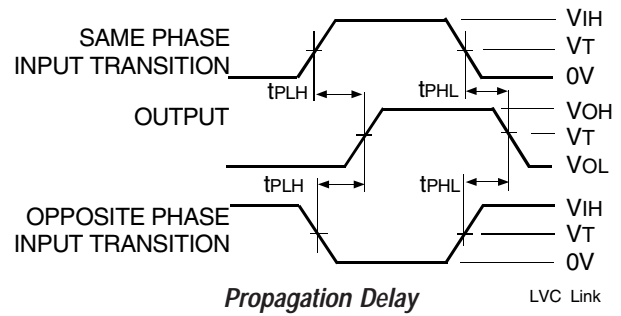 SAME PHASE
INPUT TRANSITION
VIH
VT
0V
tPLH
tPHL
OUTPUT
VOH
VT
VOL
tPLH
tPHL
OPPOSITE PHASE
INPUT TRANSITION
VIH
VT
0V
Propagation Delay
LVC Link